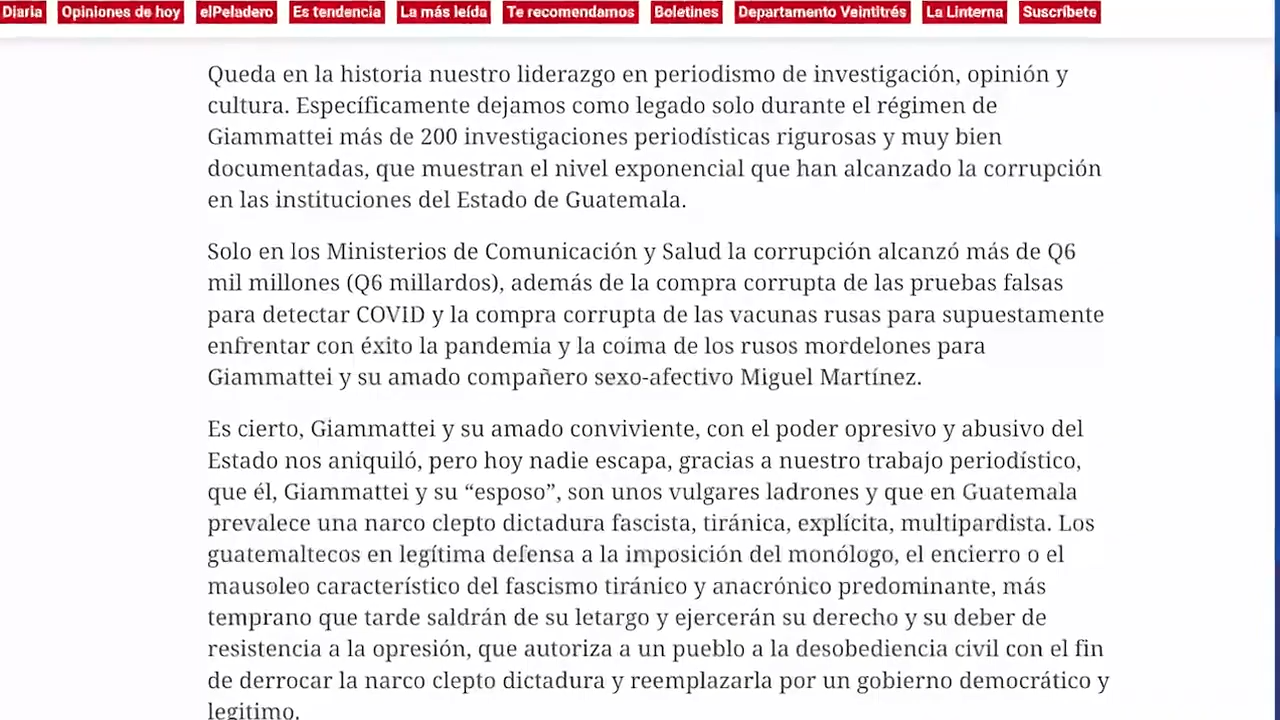 Diaria Opiniones de hoy elPeladero Es tendencia La más leída Te recomendamos Boletines Departamento Veintitrés La Linterna Suscríbete
Queda en la historia nuestro liderazgo en periodismo de investigación, opinión y
cultura. Específicamente dejamos como legado solo durante el régimen de
Giammattei más de 200 investigaciones periodísticas rigurosas y muy bien
documentadas, que muestran el nivel exponencial que han alcanzado la corrupción
en las instituciones del Estado de Guatemala.
Solo en los Ministerios de Comunicación y Salud la corrupción alcanzó más de Q6
mil millones (Q6 millardos), además de la compra corrupta de las pruebas falsas
para detectar COVID y la compra corrupta de las vacunas rusas para supuestamente
enfrentar con éxito la pandemia y la coima de los rusos mordelones para
Giammattei y su amado compañero sexo-afectivo Miguel Martínez.
Es cierto, Giammattei y su amado conviviente, con el poder opresivo y abusivo del
Estado nos aniquiló, pero hoy nadie escapa, gracias a nuestro trabajo periodístico,
que él, Giammattei y su “esposo”, son unos vulgares ladrones y que en Guatemala
prevalece una narco clepto dictadura fascista, tiránica, explícita, multipardista. Los
guatemaltecos en legítima defensa a la imposición del monólogo, el encierro o el
mausoleo característico del fascismo tiránico y anacrónico predominante, más
temprano que tarde saldrán de su letargo y ejercerán su derecho y su deber de
resistencia a la opresión, que autoriza a un pueblo a la desobediencia civil con el fin
de derrocar la narco clepto dictadura y reemplazarla por un gobierno democrático y
legitimo.